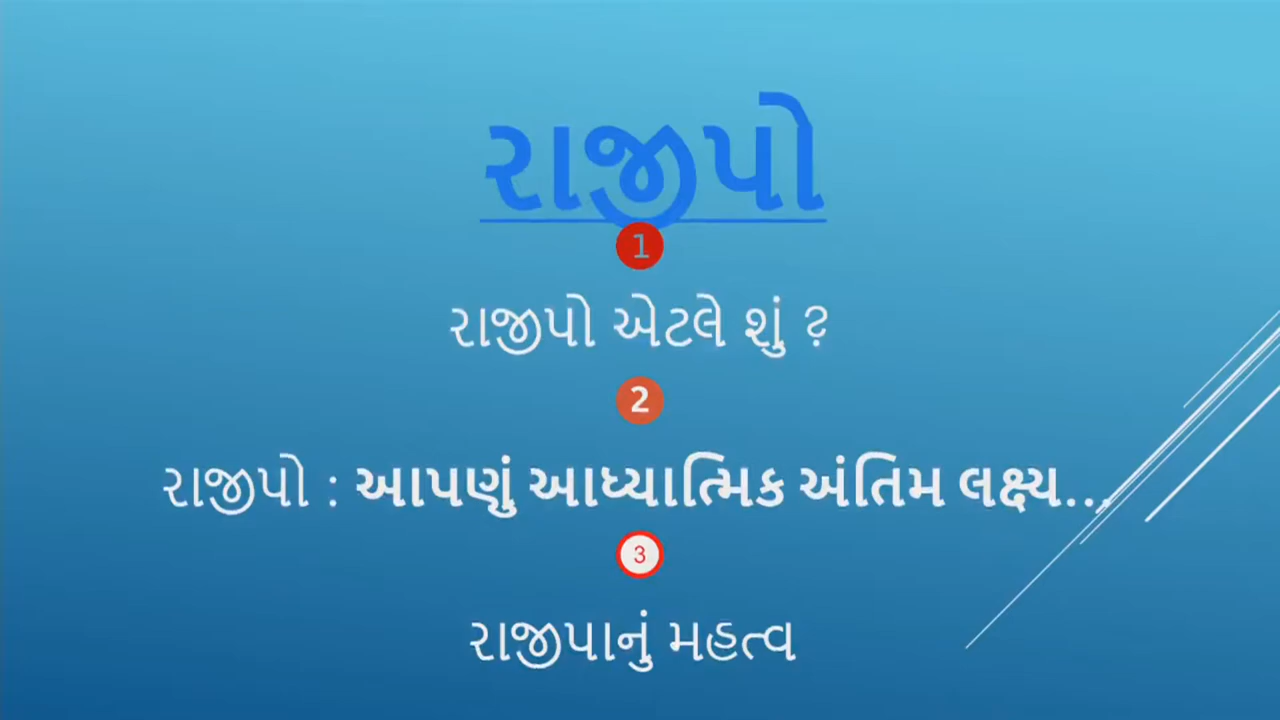 રાજીપો
1
રાજીપો એટલે શું ?
2
રાજીપો : આપણું આધ્યાત્મિક અંતિમ લક્ષ્ય...
3
રાજીપાનું મહત્વ